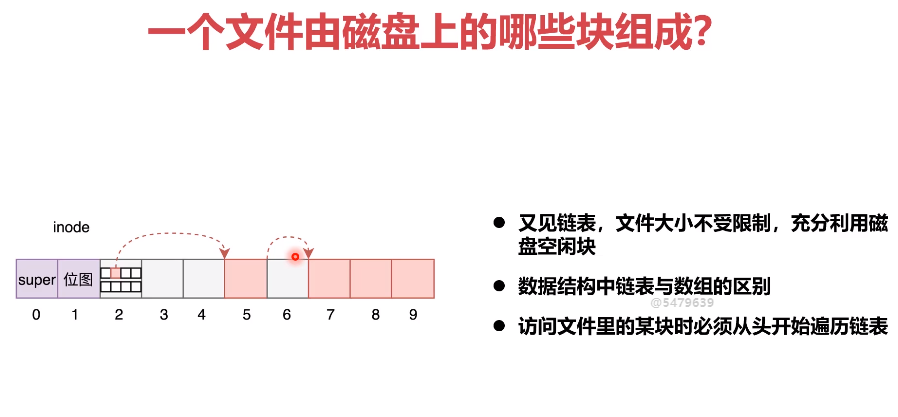 一个文件由磁盘上的哪些块组成？
inode
super 位图
0 1 2 3 4 5 6 7 8 9
● 又见链表，文件大小不受限制，充分利用磁
盘空闲块
● 数据结构中链表与数组的区别
@5479639
● 访问文件里的某块时必须从头开始遍历链表